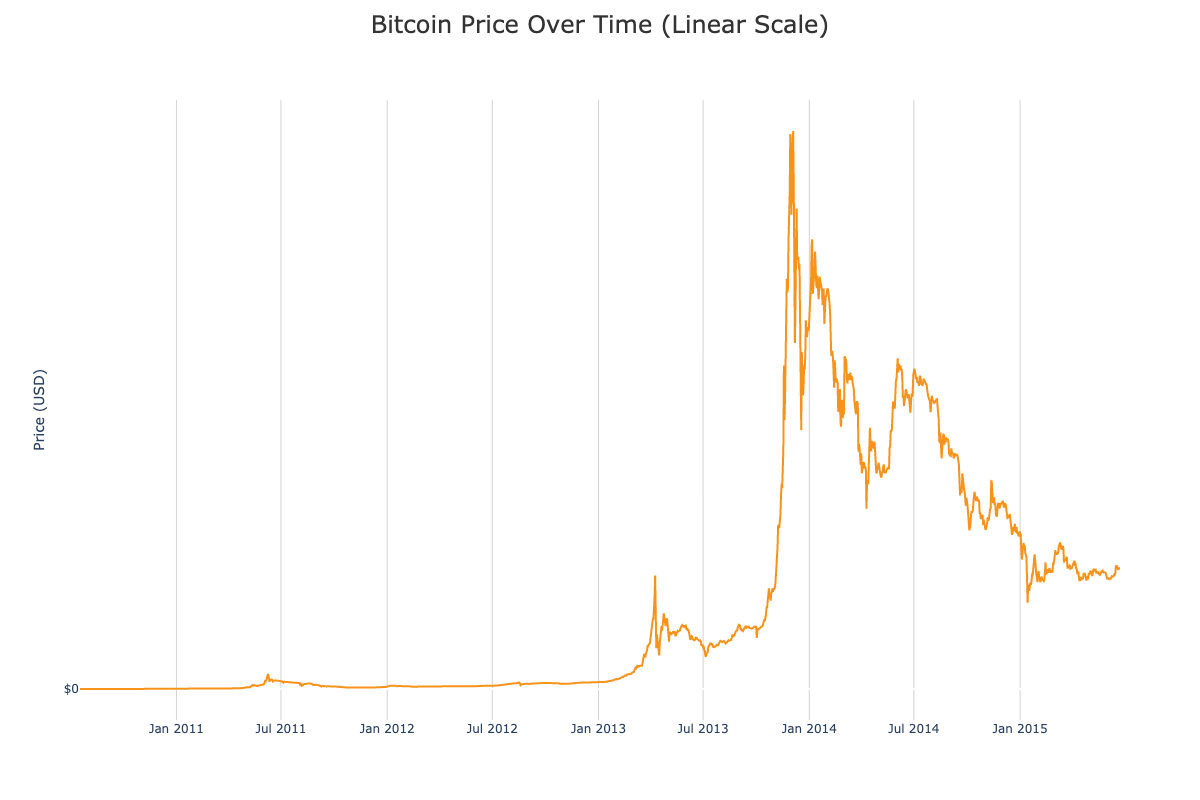 Bitcoin Price Over Time (Linear Scale)
Price (USD)
$0
Jan 2011
Jul 2011
Jan 2012
Jul 2012
Jan 2013
Jul 2013
Jan 2014
Jul 2014
Jan 2015